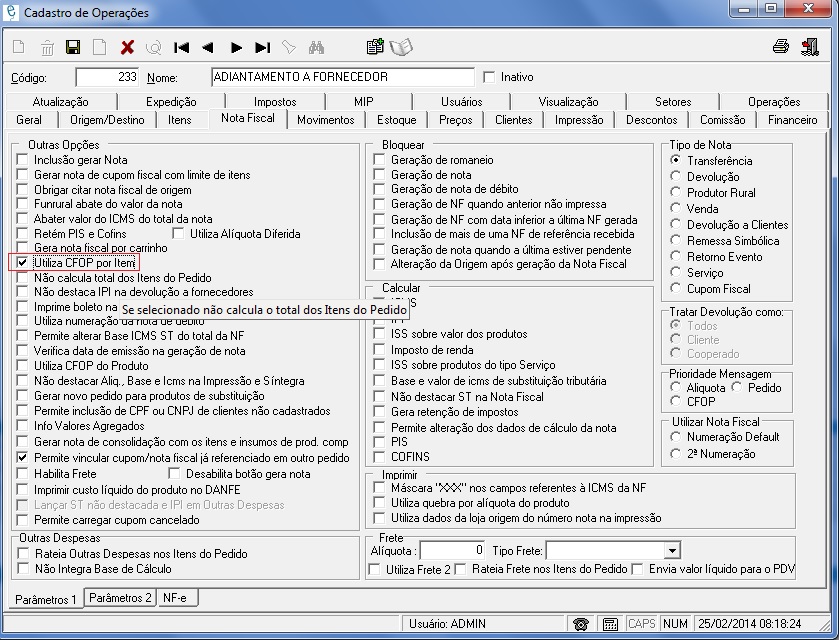 Cadastro de Operações
Código: 233 Nome: ADIANTAMENTO A FORNECEDOR Inativo
Atualização Expedição Impostos MIP Usuários Visualização Setores Operações
Geral Origem/Destino Itens Nota Fiscal Movimentos Estoque Preços Clientes Impressão Descontos Comissão Financeiro
Outras Opções
Inclusão gerar Nota
Gerar nota de cupom fiscal com limite de itens
Obrigar citar nota fiscal de origem
Funrural abate do valor da nota
Abater valor do ICMS do total da nota
Retém PIS e Cofins Utiliza Alíquota Diferida
Gera nota fiscal por carrinho
Utiliza CFOP por Item
Não calcula total dos Itens do Pedido
Não destaca IPI na devolução a fornecedores
Imprime boleto na
Se selecionado não calcula o total dos Itens do Pedido
Utiliza numeração da nota de débito
Permite alterar Base ICMS ST do total da NF
Verifica data de emissão na geração de nota
Utiliza CFOP do Produto
Não destacar Aliq., Base e Icms na Impressão e Síntegra
Gerar novo pedido para produtos de substituição
Permite inclusão de CPF ou CNPJ de clientes não cadastrados
Info Valores Agregados
Gerar nota de consolidação com os itens e insumos de prod. comp
Permite vincular cupom/nota fiscal já referenciado em outro pedido
Habilita Frete Desabilita botão gera nota
Imprimir custo líquido do produto no DANFE
Lançar ST não destacada e IPI em Outras Despesas
Permite carregar cupom cancelado
Outras Despesas
Rateia Outras Despesas nos Itens do Pedido
Não Integra Base de Cálculo
Bloquear
Geração de romaneio
Geração de nota
Geração de nota de débito
Geração de NF quando anterior não impressa
Geração de NF com data inferior a última NF gerada
Inclusão de mais de uma NF de referência recebida
Geração de nota quando a última estiver pendente
Alteração da Origem após geração da Nota Fiscal
Calcular
ICMS
IPI
ISS sobre valor dos produtos
Imposto de renda
ISS sobre produtos do tipo Serviço
Base e valor de icms de substituição tributária
Não destacar ST na Nota Fiscal
Gera retenção de impostos
Permite alteração dos dados de cálculo da nota
PIS
COFINS
Imprimir
Máscara "XXX" nos campos referentes à ICMS da NF
Utiliza quebra por alíquota do produto
Utiliza dados da loja origem do número nota na impressão
Frete
Alíquota : 0 Tipo Frete:
Utiliza Frete 2 Rateia Frete nos Itens do Pedido Envia valor líquido para o PDV
Tipo de Nota
Transferência
Devolução
Produtor Rural
Venda
Devolução a Clientes
Remessa Simbólica
Retorno Evento
Serviço
Cupom Fiscal
Tratar Devolução como:
Todos
Cliente
Cooperado
Prioridade Mensagem
Aliquota Pedido
CFOP
Utilizar Nota Fiscal
Numeração Default
2ª Numeração
Parâmetros 1 Parâmetros 2 NF-e
Usuário: ADMIN CAPS NUM 25/02/2014 08:18:24